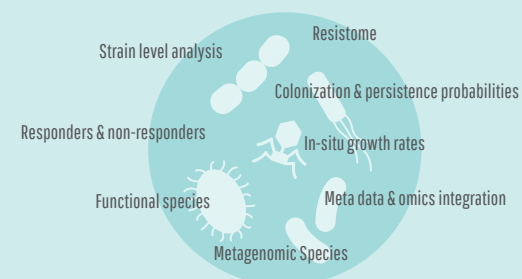 Resistome
Strain level analysis
Colonization & persistence probabilities
Responders & non-responders
In-situ growth rates
Functional species
Meta data & omics integration
Metagenomic Species